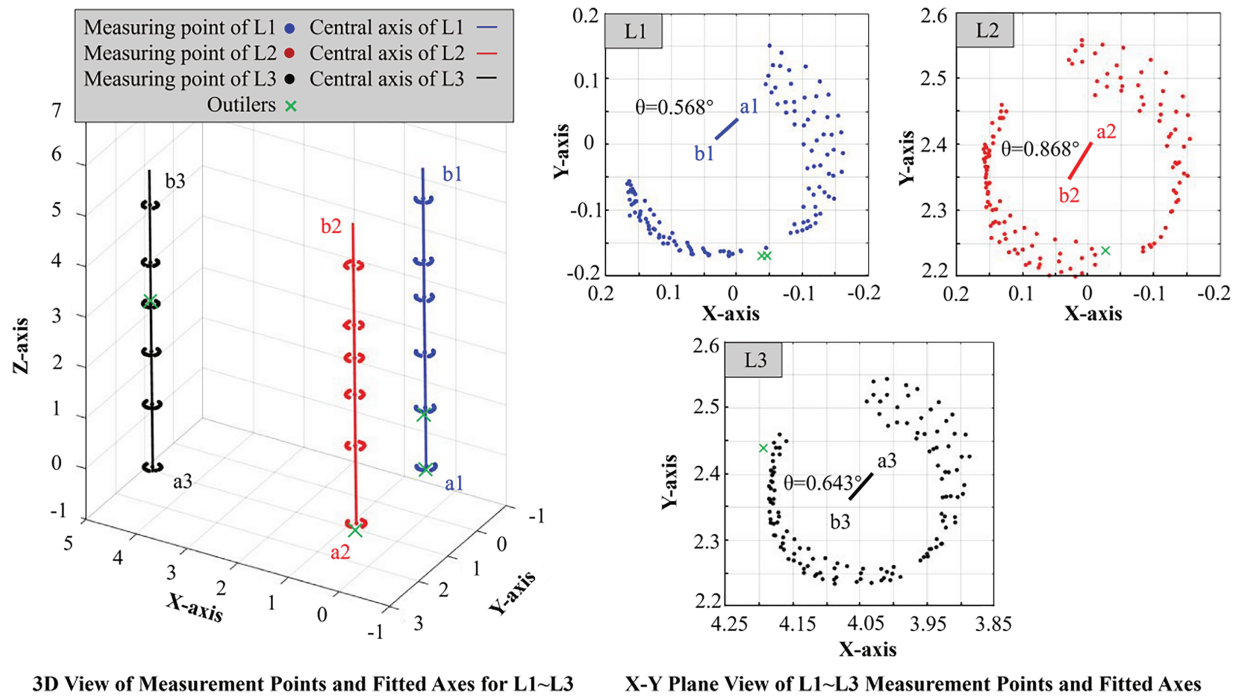 Measuring point of L1 Central axis of L1
Measuring point of L2 Central axis of L2
Measuring point of L3 Central axis of L3
Outilers
7
6
5
4
3
2
1
0
-1
Z-axis
5
4
3
2
1
0
-1
X-axis
3
2
1
0
-1
Y-axis
b3
a3
b2
a2
b1
a1
3D View of Measurement Points and Fitted Axes for L1~L3
L1
0.2
0.1
0
-0.1
-0.2
Y-axis
θ=0.568°
a1
b1
0.2 0.1 0 -0.1 -0.2
X-axis
L2
2.6
2.5
2.4
2.3
2.2
Y-axis
θ=0.868°
a2
b2
0.2 0.1 0 -0.1 -0.2
X-axis
L3
2.6
2.5
2.4
2.3
2.2
Y-axis
a3
θ=0.643°
b3
4.25 4.15 4.05 3.95 3.85
X-axis
X-Y Plane View of L1~L3 Measurement Points and Fitted Axes